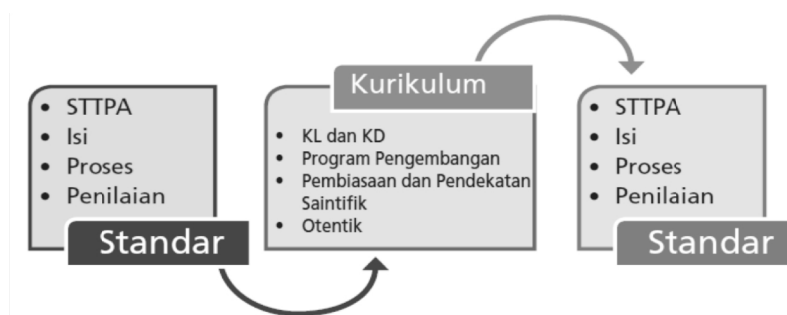 • STTPA
• Isi
• Proses
• Penilaian
Standar
Kurikulum
• KL dan KD
• Program Pengembangan
• Pembiasaan dan Pendekatan
Saintifik
• Otentik
• STTPA
• Isi
• Proses
• Penilaian
Standar